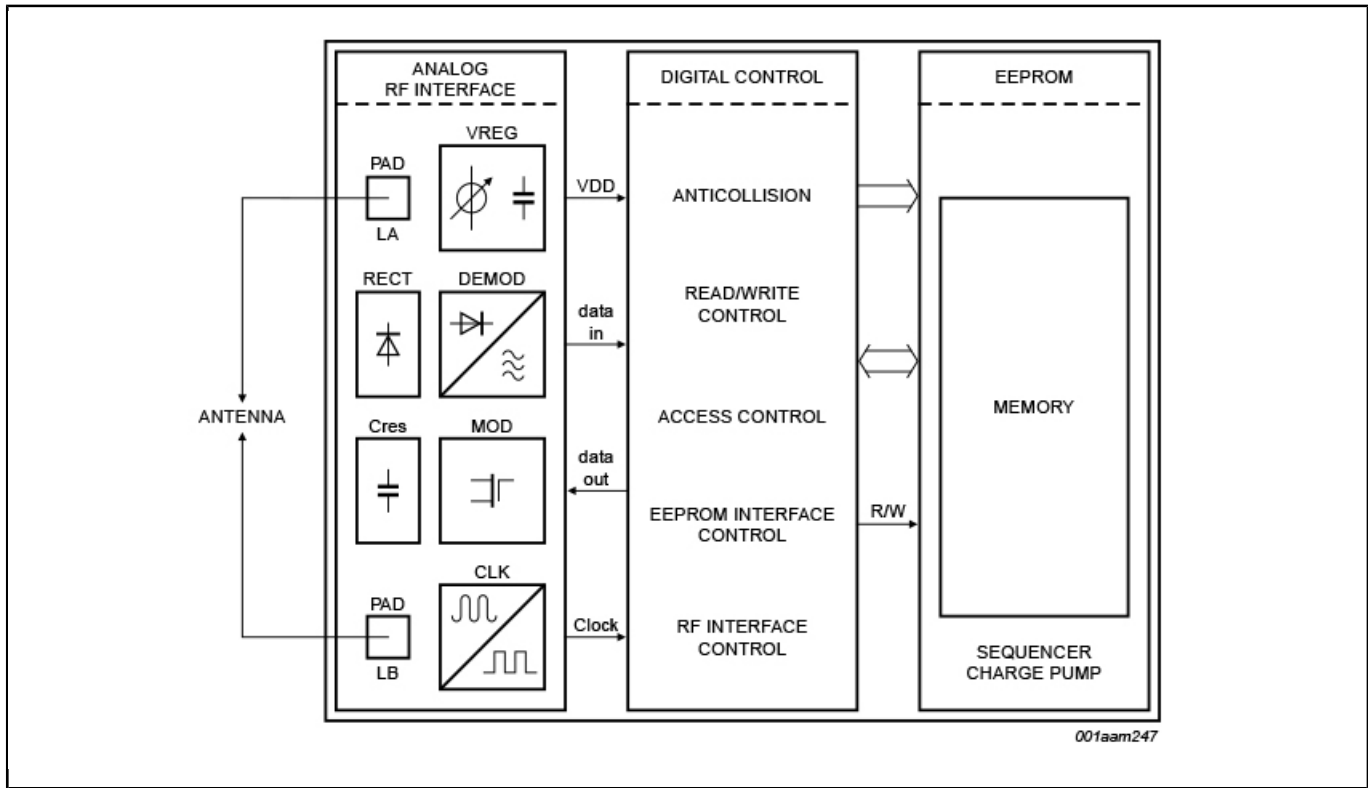 ANALOG
RF INTERFACE
VREG
PAD
LA
RECT
DEMOD
Cres
MOD
CLK
PAD
LB
ANTENNA
VDD
data
in
data
out
Clock
DIGITAL CONTROL
ANTICOLLISION
READ/WRITE
CONTROL
ACCESS CONTROL
EEPROM INTERFACE
CONTROL
RF INTERFACE
CONTROL
R/W
EEPROM
MEMORY
SEQUENCER
CHARGE PUMP
001aam247